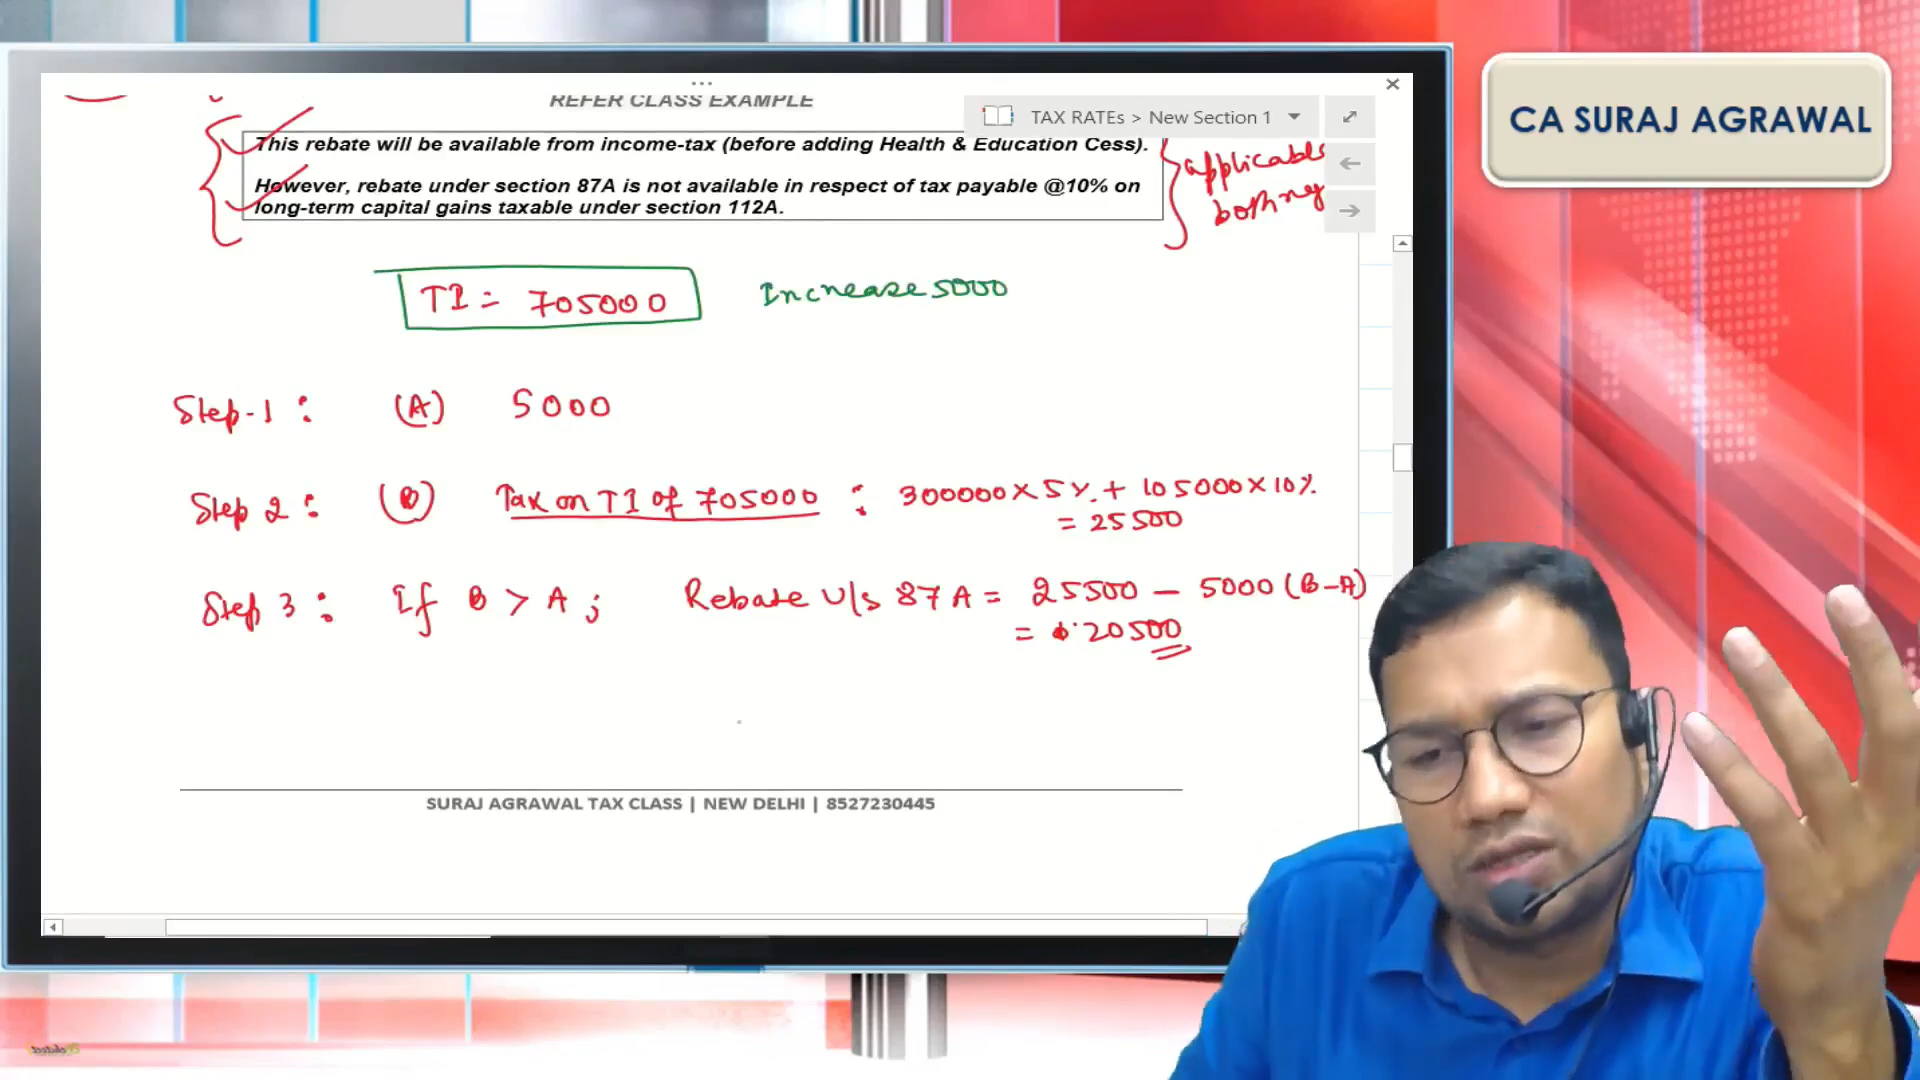 CA SURAJ AGRAWAL
REFER CLASS EXAMPLE
TAX RATEs > New Section 1
This rebate will be available from income-tax (before adding Health & Education Cess).
However, rebate under section 87A is not available in respect of tax payable @10% on
long-term capital gains taxable under section 112A.
applicable
TI = 705000
Increase 5000
Step-1 : (A) 5000
Step 2 : (B) Tax on TI of 705000 : 300000 × 5% + 105000 × 10%
= 25500
Step 3 : If B > A ; Rebate U/s 87A = 25500 - 5000 (B-A)
= 20500
SURAJ AGRAWAL TAX CLASS | NEW DELHI | 8527230445